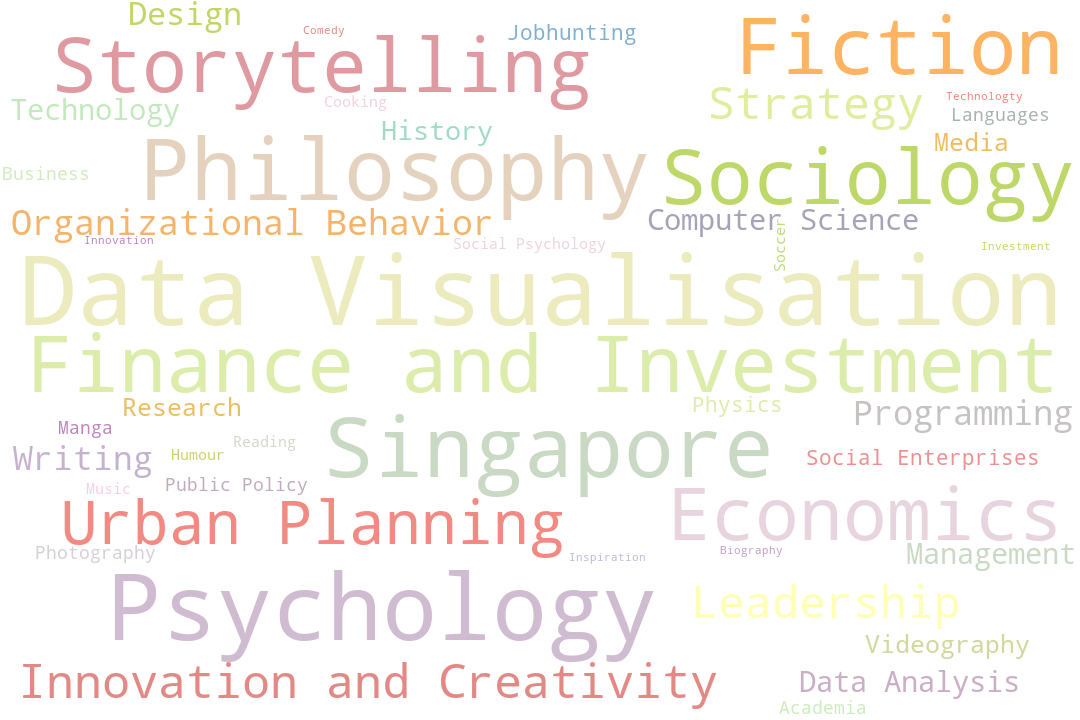 Design
Comedy
Jobhunting
Fiction
Storytelling
Technology
Cooking
Strategy
Technologty
Languages
History
Media
Philosophy
Sociology
Business
Organizational Behavior
Computer Science
Innovation
Social Psychology
Soccer
Investment
Data Visualisation
Finance and Investment
Research
Physics
Programming
Manga
Singapore
Reading
Writing
Humour
Social Enterprises
Music
Public Policy
Urban Planning
Economics
Photography
Inspiration
Biography
Management
Psychology
Leadership
Videography
Innovation and Creativity
Data Analysis
Academia